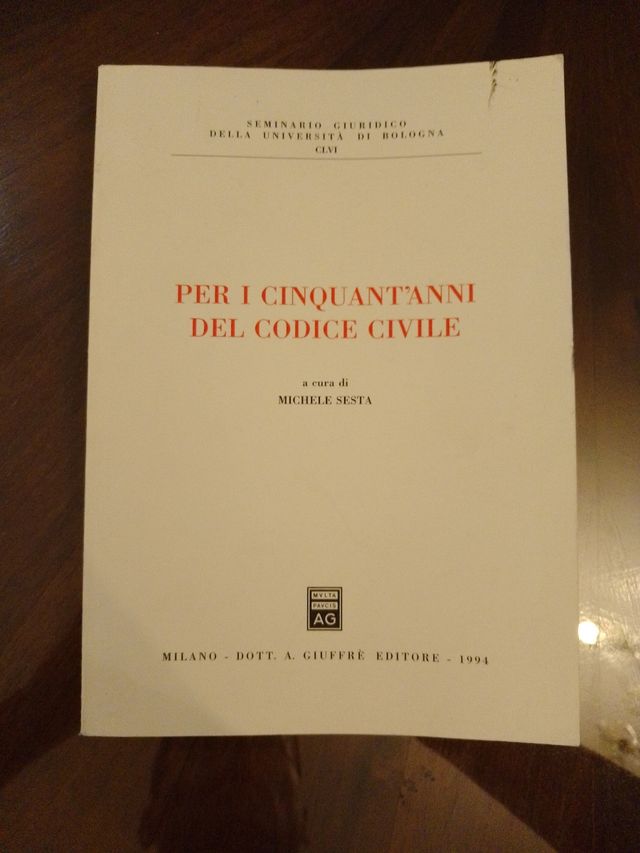 SEMINARIO GIURIDICO
DELLA UNIVERSITÀ DI BOLOGNA
CLVI
PER I CINQUANT'ANNI
DEL CODICE CIVILE
a cura di
MICHELE SESTA
MVLTA
PAVCIS
AG
MILANO - DOTT. A. GIUFFRÈ EDITORE - 1994